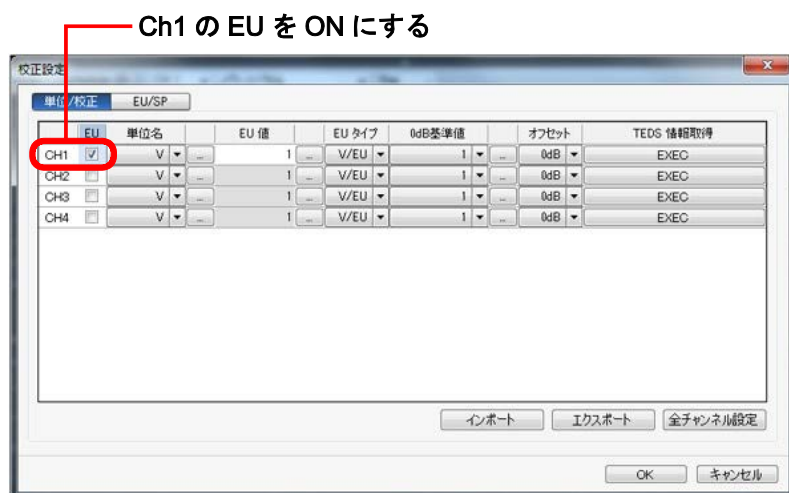 Ch1 の EU を ON にする
校正設定
単位/校正 EU/SP
EU 単位名 EU 値 EU タイプ 0dB基準値 オフセット TEDS 情報取得
CH1 V ... 1 ... V/EU 1 ... 0dB EXEC
CH2 V ... 1 ... V/EU 1 ... 0dB EXEC
CH3 V ... 1 ... V/EU 1 ... 0dB EXEC
CH4 V ... 1 ... V/EU 1 ... 0dB EXEC
インポート エクスポート 全チャンネル設定
OK キャンセル